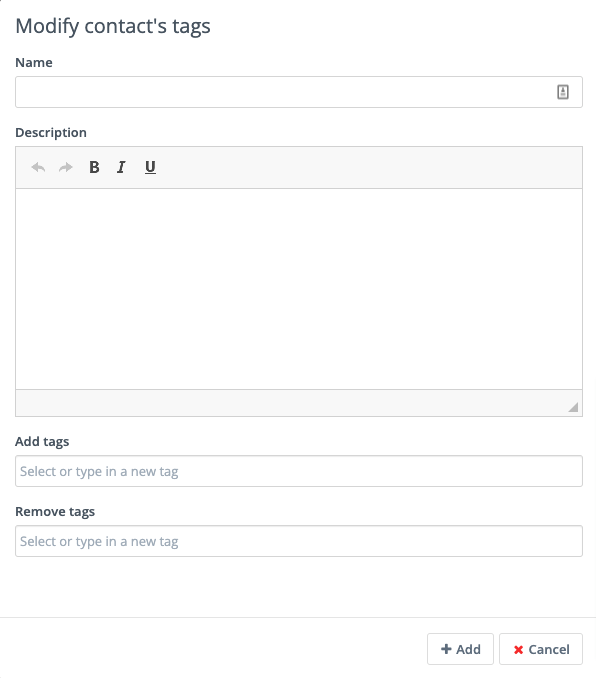 Modify contact's tags
Name
Description
B I U
Add tags
Select or type in a new tag
Remove tags
Select or type in a new tag
Add
Cancel